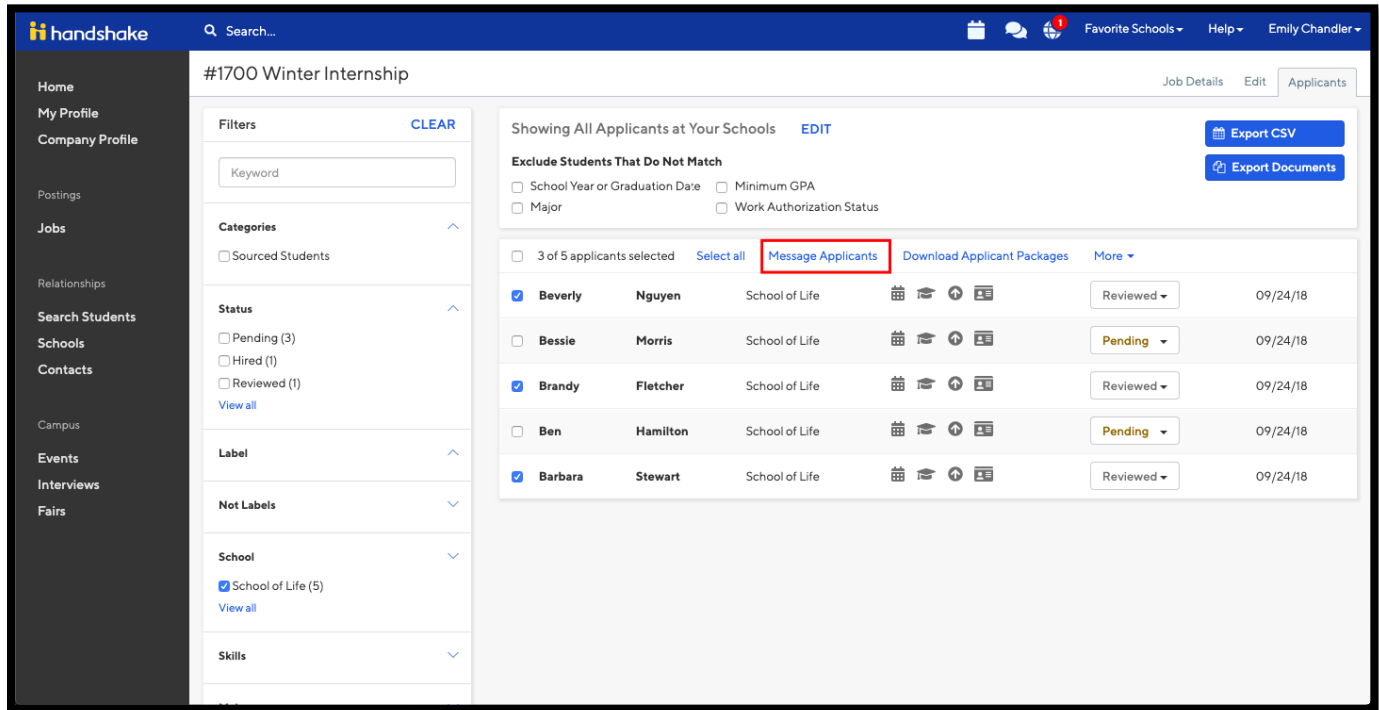 handshake
Search...
1
Favorite Schools
Help
Emily Chandler
Home
My Profile
Company Profile
Postings
Jobs
Relationships
Search Students
Schools
Contacts
Campus
Events
Interviews
Fairs
#1700 Winter Internship
Job Details Edit Applicants
Filters CLEAR
Keyword
Categories
Sourced Students
Status
Pending (3)
Hired (1)
Reviewed (1)
View all
Label
Not Labels
School
School of Life (5)
View all
Skills
Showing All Applicants at Your Schools EDIT
Export CSV
Export Documents
Exclude Students That Do Not Match
School Year or Graduation Date Minimum GPA
Major Work Authorization Status
3 of 5 applicants selected Select all Message Applicants Download Applicant Packages More
Beverly Nguyen School of Life Reviewed 09/24/18
Bessie Morris School of Life Pending 09/24/18
Brandy Fletcher School of Life Reviewed 09/24/18
Ben Hamilton School of Life Pending 09/24/18
Barbara Stewart School of Life Reviewed 09/24/18